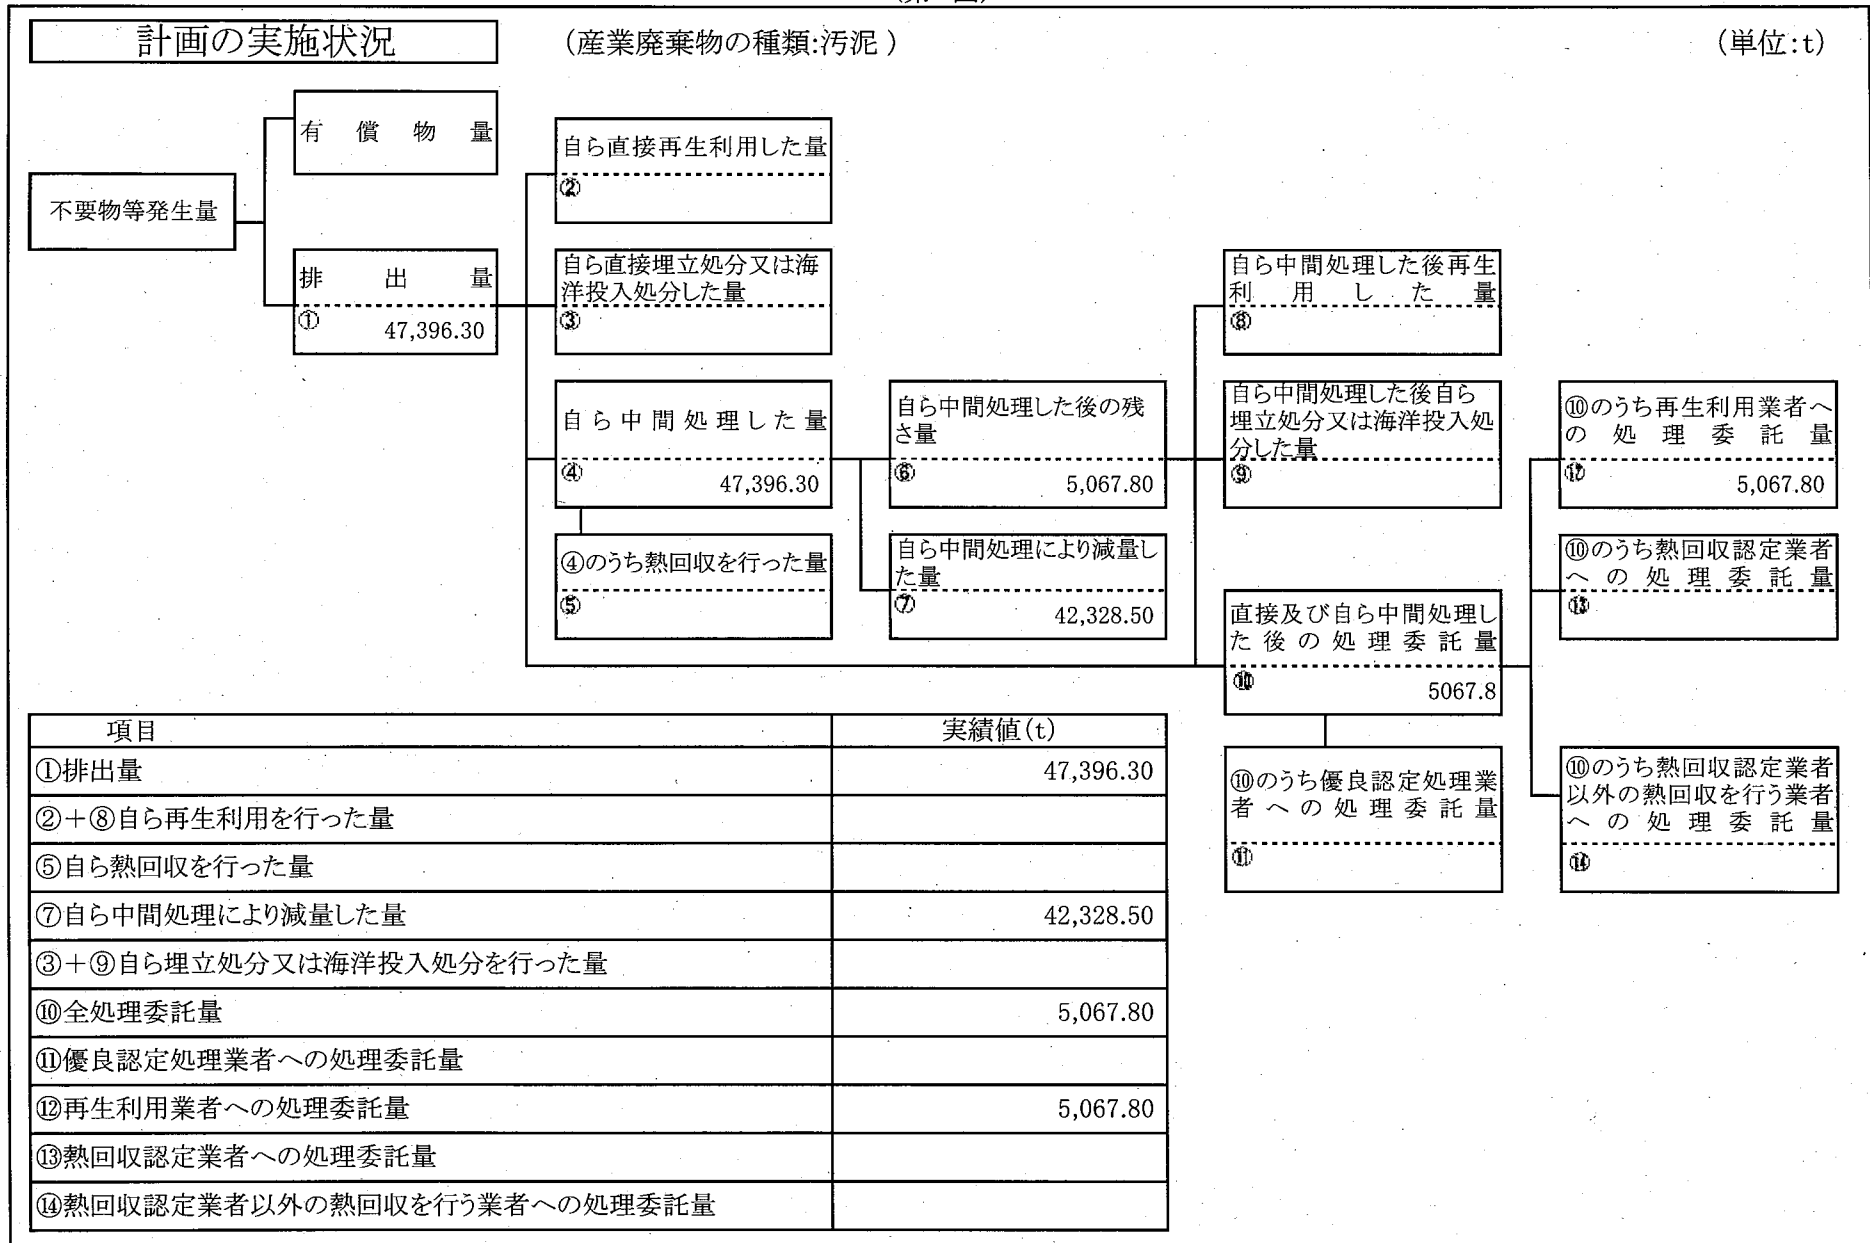 計画の実施状況
(産業廃棄物の種類:汚泥 )
(単位:t)
不要物等発生量
有償物量
排出量
①
47,396.30
自ら直接再生利用した量
②
自ら直接埋立処分又は海
洋投入処分した量
③
自ら中間処理した量
④
47,396.30
④のうち熱回収を行った量
⑤
自ら中間処理した後の残
さ量
⑥
5,067.80
自ら中間処理により減量し
た量
⑦
42,328.50
自ら中間処理した後再生
利用した量
⑧
自ら中間処理した後自ら
埋立処分又は海洋投入処
分した量
⑨
直接及び自ら中間処理し
た後の処理委託量
⑩
5067.8
⑩のうち優良認定処理業
者への処理委託量
⑪
⑩のうち再生利用業者へ
の処理委託量
⑫
5,067.80
⑩のうち熱回収認定業者
への処理委託量
⑬
⑩のうち熱回収認定業者
以外の熱回収を行う業者
への処理委託量
⑭
項目 実績値(t)
①排出量 47,396.30
②+⑧自ら再生利用を行った量
⑤自ら熱回収を行った量
⑦自ら中間処理により減量した量 42,328.50
③+⑨自ら埋立処分又は海洋投入処分を行った量
⑩全処理委託量 5,067.80
⑪優良認定処理業者への処理委託量
⑫再生利用業者への処理委託量 5,067.80
⑬熱回収認定業者への処理委託量
⑭熱回収認定業者以外の熱回収を行う業者への処理委託量